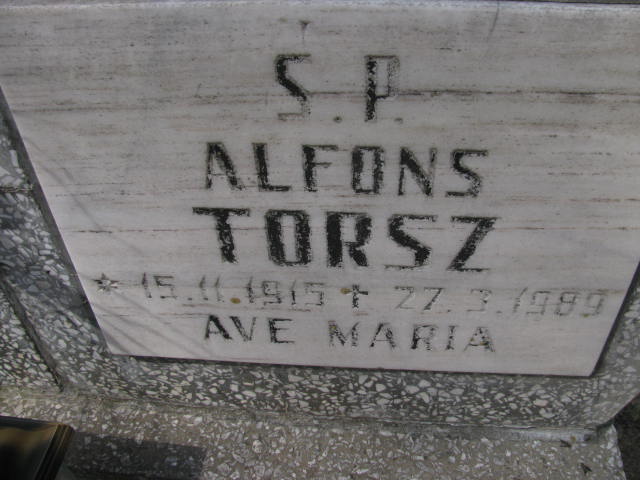 Ś.P.
ALFONS
TORSZ
* 15.11.1915 ✝ 27.3.1989
AVE MARIA